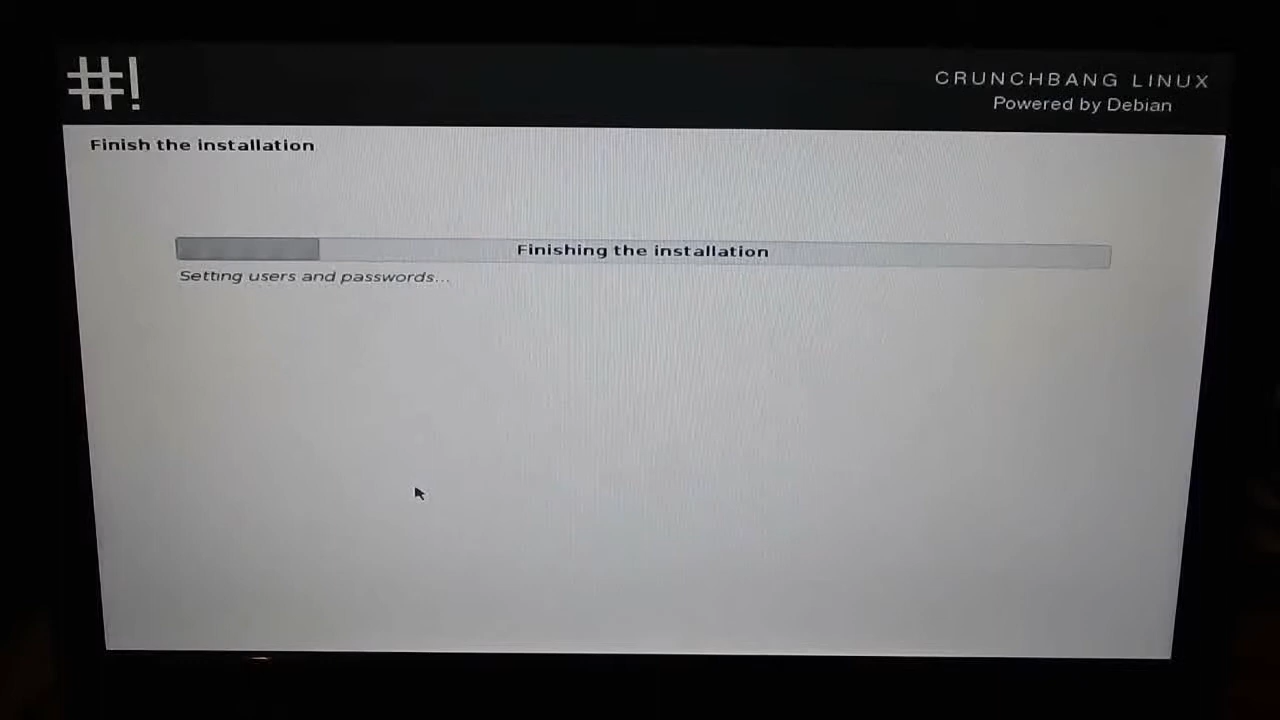 #!
CRUNCHBANG LINUX
Powered by Debian
Finish the installation
Finishing the installation
Setting users and passwords...